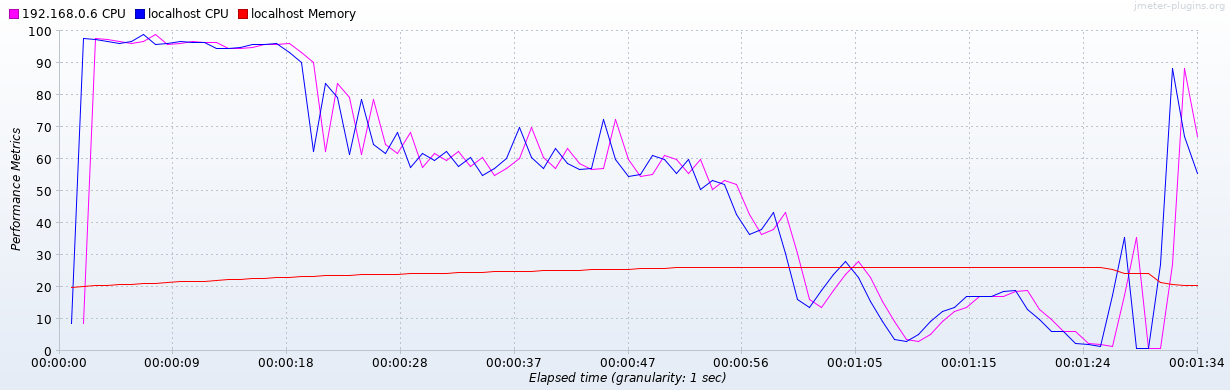 192.168.0.6 CPU localhost CPU localhost Memory
jmeter-plugins.org
Performance Metrics
100
90
80
70
60
50
40
30
20
10
0
00:00:00 00:00:09 00:00:18 00:00:28 00:00:37 00:00:47 00:00:56 00:01:05 00:01:15 00:01:24 00:01:34
Elapsed time (granularity: 1 sec)